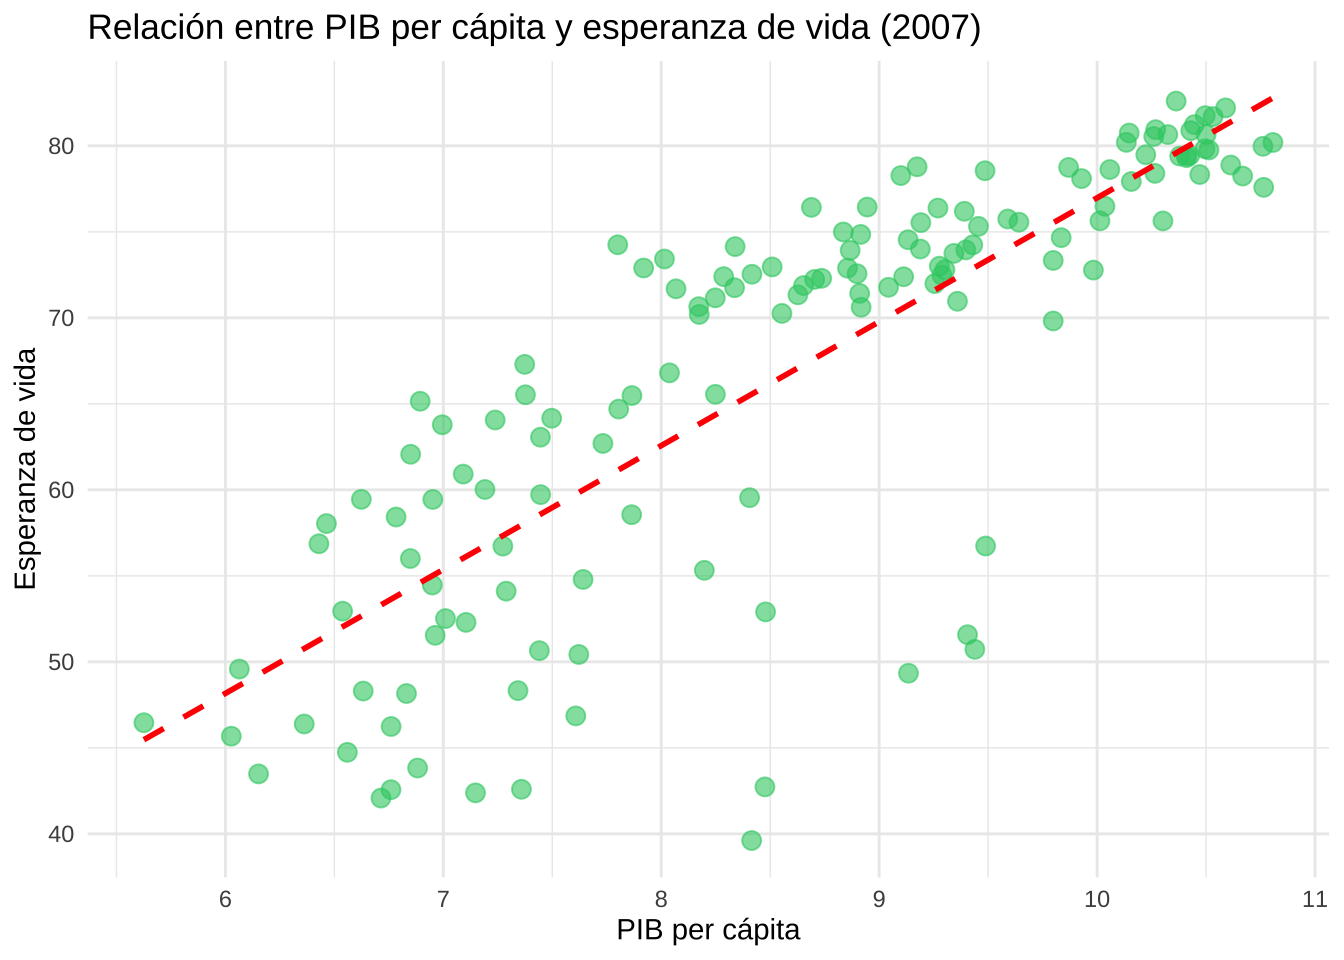 Relación entre PIB per cápita y esperanza de vida (2007)
80
70
60
50
40
Esperanza de vida
6 7 8 9 10 11
PIB per cápita